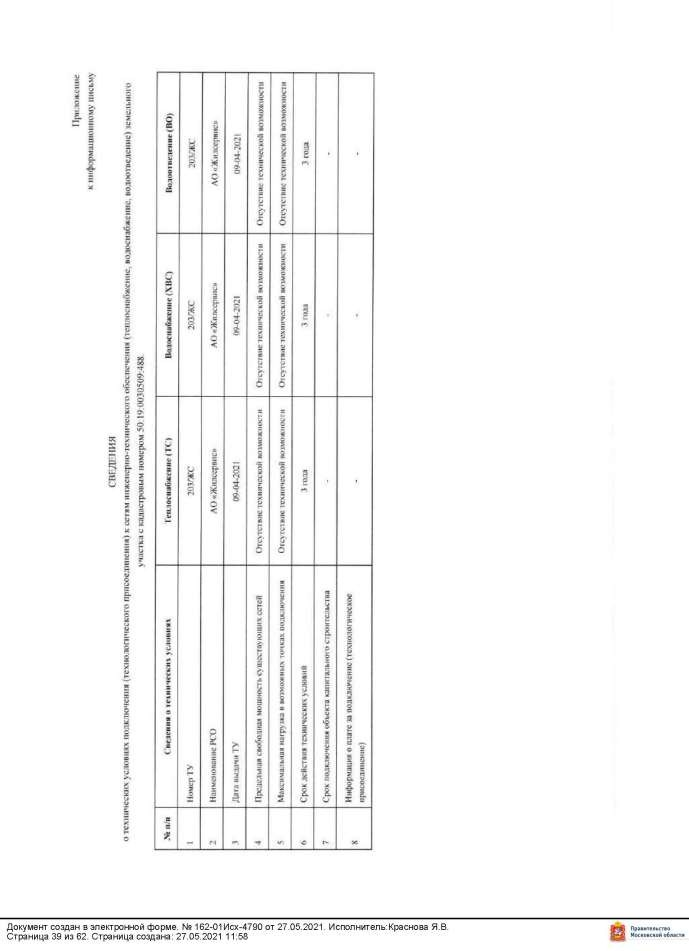 Приложение
к информационному письму
СВЕДЕНИЯ
о технических условиях подключения (технологического присоединения) к сетям инженерно-технического обеспечения (теплоснабжение, водоснабжение, водоотведение) земельного
участка с кадастровым номером 50:19:0030509:488.
№ п/п Сведения о технических условиях Теплоснабжение (ТС) Водоснабжение (ХВС) Водоотведение (ВО)
1 Номер ТУ 203/ЖС 203/ЖС 203/ЖС
2 Наименование РСО АО «Жилсервис» АО «Жилсервис» АО «Жилсервис»
3 Дата выдачи ТУ 09-04-2021 09-04-2021 09-04-2021
4 Предельная свободная мощность существующих сетей Отсутствие технической возможности Отсутствие технической возможности Отсутствие технической возможности
5 Максимальная нагрузка в возможных точках подключения Отсутствие технической возможности Отсутствие технической возможности Отсутствие технической возможности
6 Срок действия технических условий 3 года 3 года 3 года
7 Срок подключения объекта капитального строительства - - -
8 Информация о плате за подключение (технологическое - - -
присоединение)
Документ создан в электронной форме. № 162-01Исх-4790 от 27.05.2021. Исполнитель:Краснова Я.В.
Страница 39 из 62. Страница создана: 27.05.2021 11:58
Правительство
Московской области